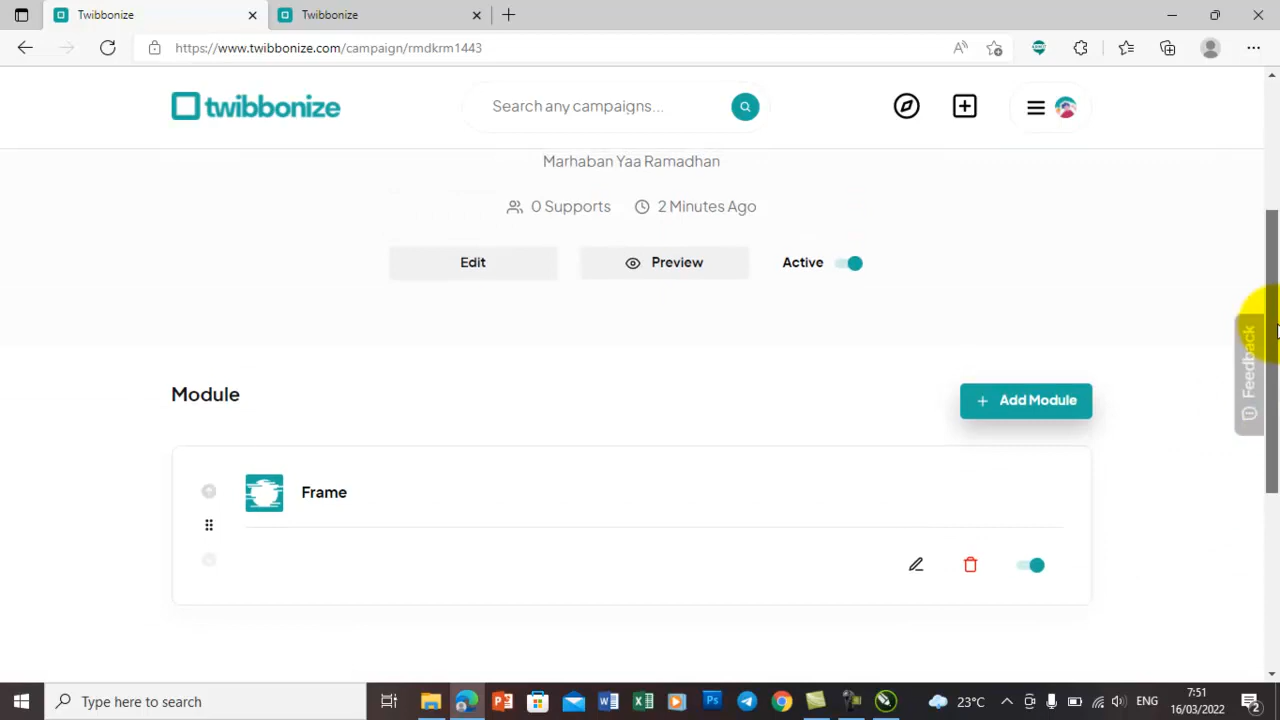 Twibbonize
Twibbonize
https://www.twibbonize.com/campaign/rmdkrm1443
twibbonize
Search any campaigns...
Marhaban Yaa Ramadhan
0 Supports
2 Minutes Ago
Edit
Preview
Active
Feedback
Module
+ Add Module
Frame
Type here to search
23°C
ENG
7:51
16/03/2022
2